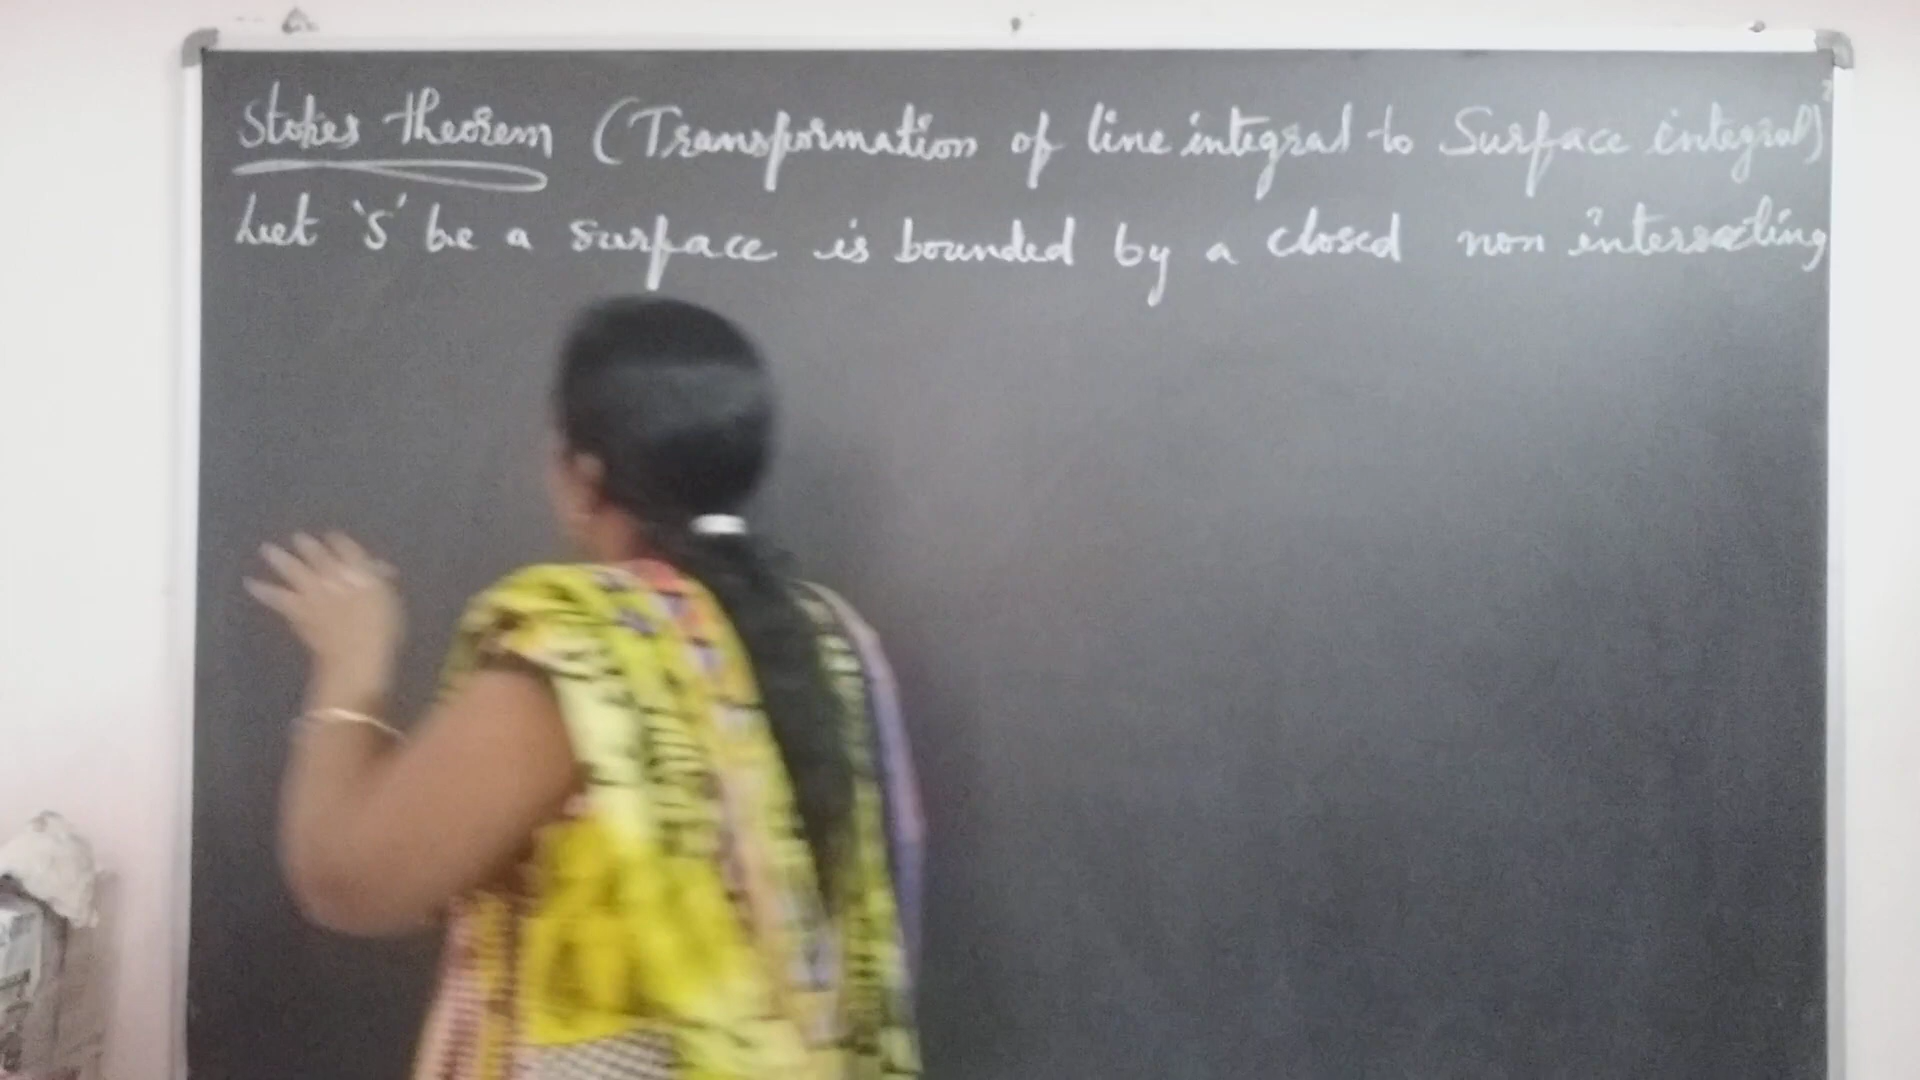 Stokes theorem (Transformation of line integral to Surface integral)
Let 'S' be a surface is bounded by a closed non intersecting